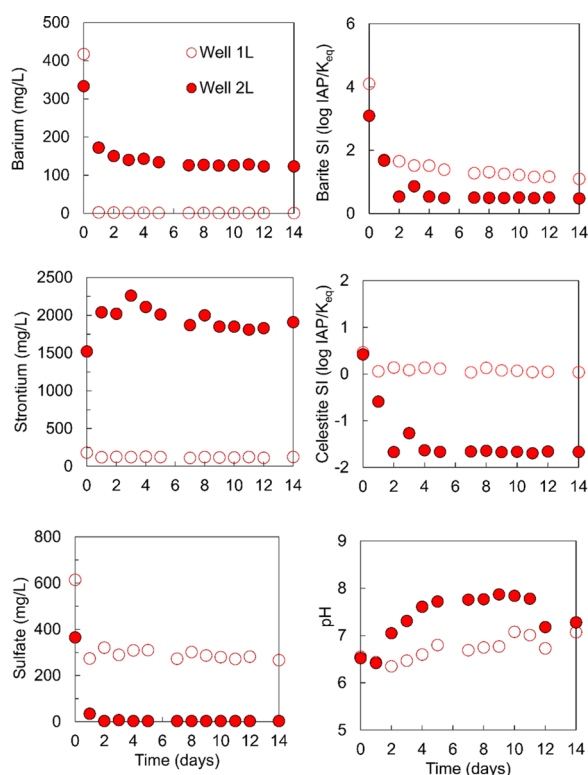 Barium (mg/L)
500
400
300
200
100
0
Well 1L
Well 2L
0 2 4 6 8 10 12 14
Barite SI (log IAP/Keq)
6
4
2
0
0 2 4 6 8 10 12 14
Strontium (mg/L)
2500
2000
1500
1000
500
0
0 2 4 6 8 10 12 14
Celestite SI (log IAP/Keq)
2
1
0
-1
-2
0 2 4 6 8 10 12 14
Sulfate (mg/L)
800
600
400
200
0
0 2 4 6 8 10 12 14
Time (days)
pH
9
8
7
6
5
0 2 4 6 8 10 12 14
Time (days)